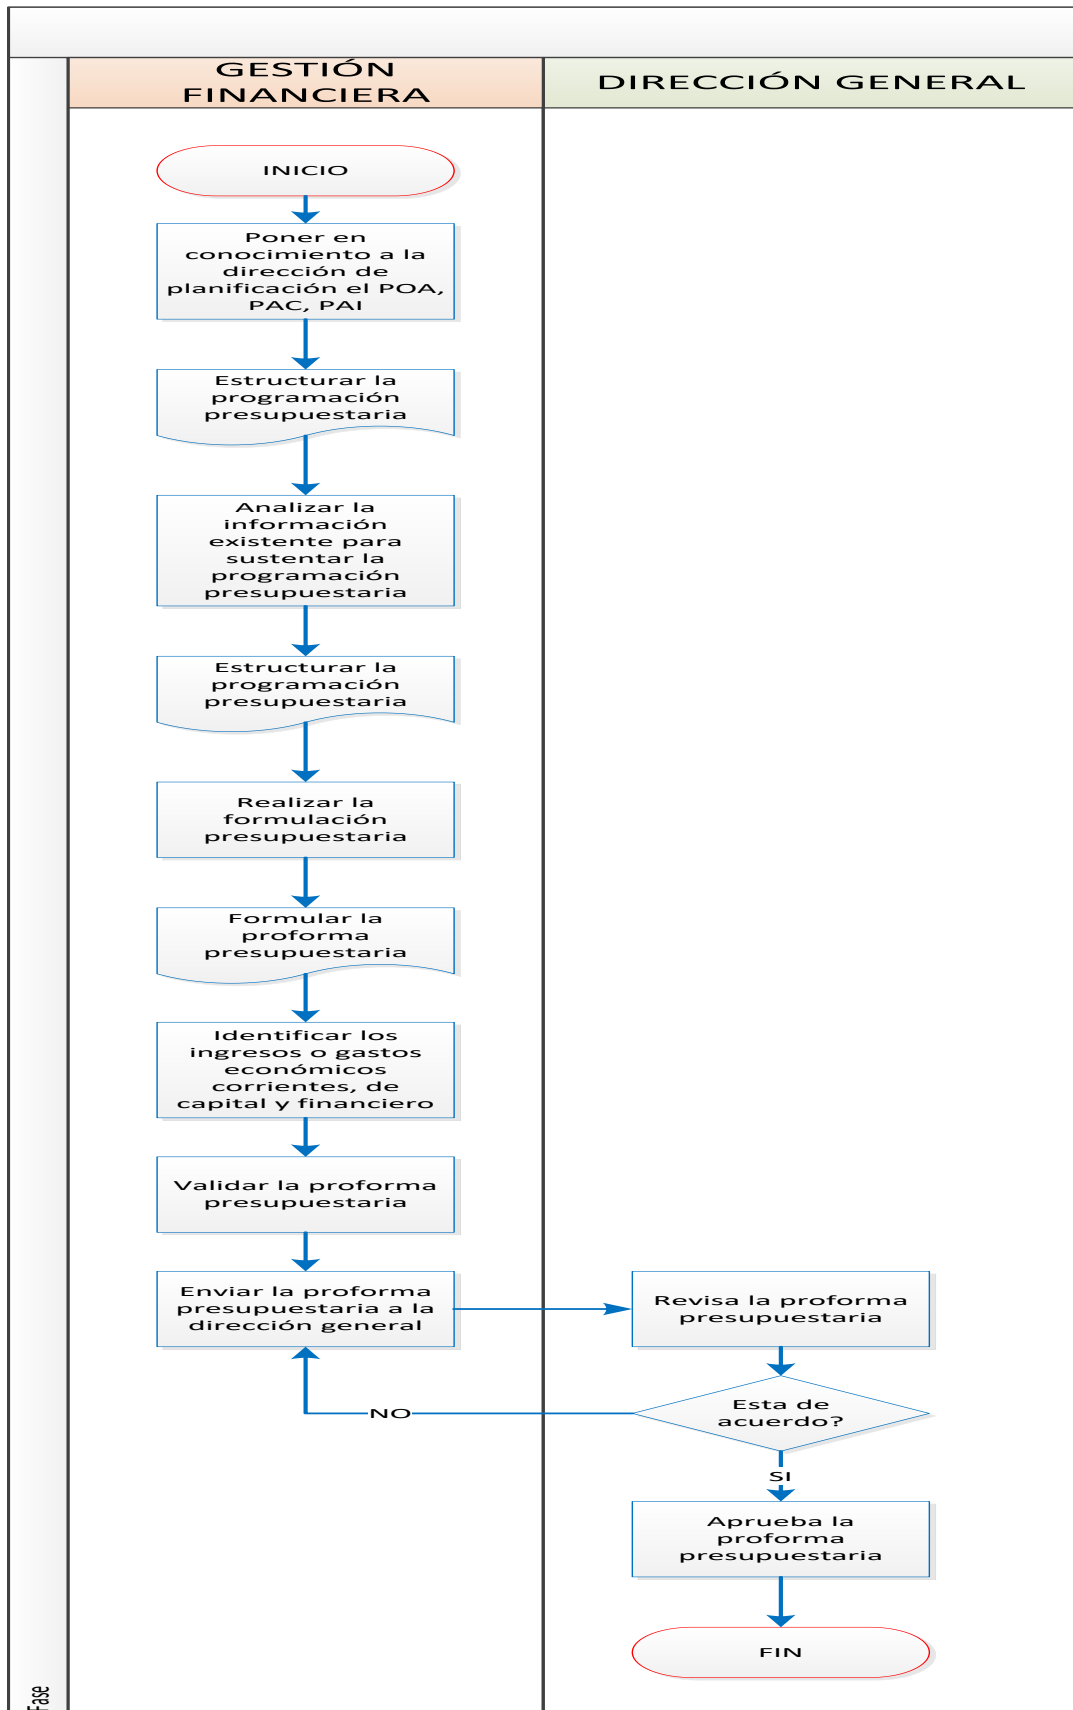 GESTIÓN
FINANCIERA
DIRECCIÓN GENERAL
INICIO
Poner en
conocimiento a la
dirección de
planificación el POA,
PAC, PAI
Estructurar la
programación
presupuestaria
Analizar la
información
existente para
sustentar la
programación
presupuestaria
Estructurar la
programación
presupuestaria
Realizar la
formulación
presupuestaria
Formular la
proforma
presupuestaria
Identificar los
ingresos o gastos
económicos
corrientes, de
capital y financiero
Validar la proforma
presupuestaria
Enviar la proforma
presupuestaria a la
dirección general
Revisa la proforma
presupuestaria
Esta de
acuerdo?
NO
SI
Aprueba la
proforma
presupuestaria
FIN
Fase